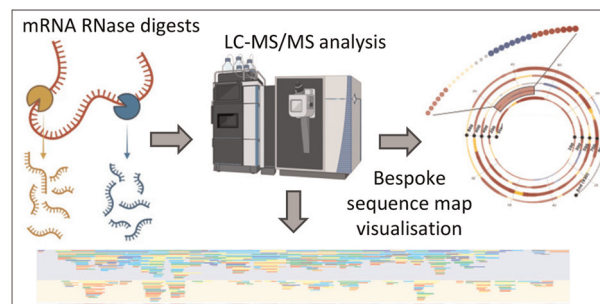 mRNA RNase digests
LC-MS/MS analysis
Bespoke
sequence map
visualisation